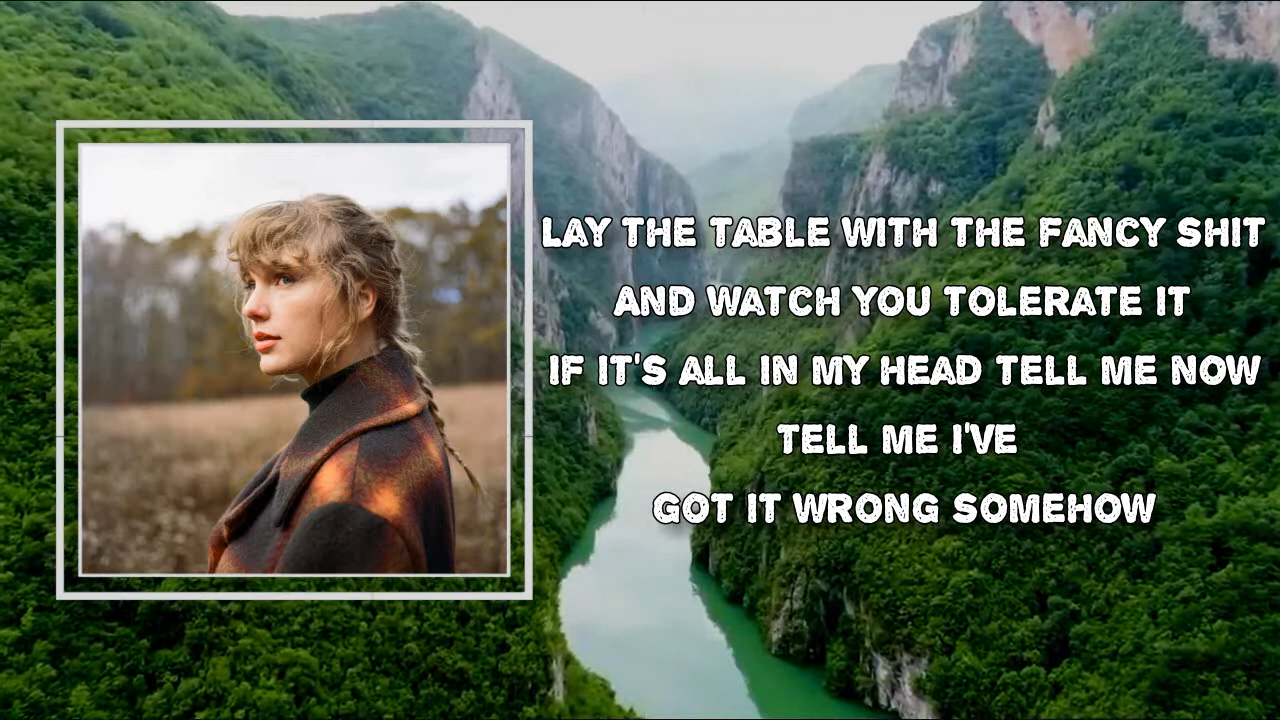 LAY THE TABLE WITH THE FANCY SHIT
AND WATCH YOU TOLERATE IT
IF IT'S ALL IN MY HEAD TELL ME NOW
TELL ME I'VE
GOT IT WRONG SOMEHOW